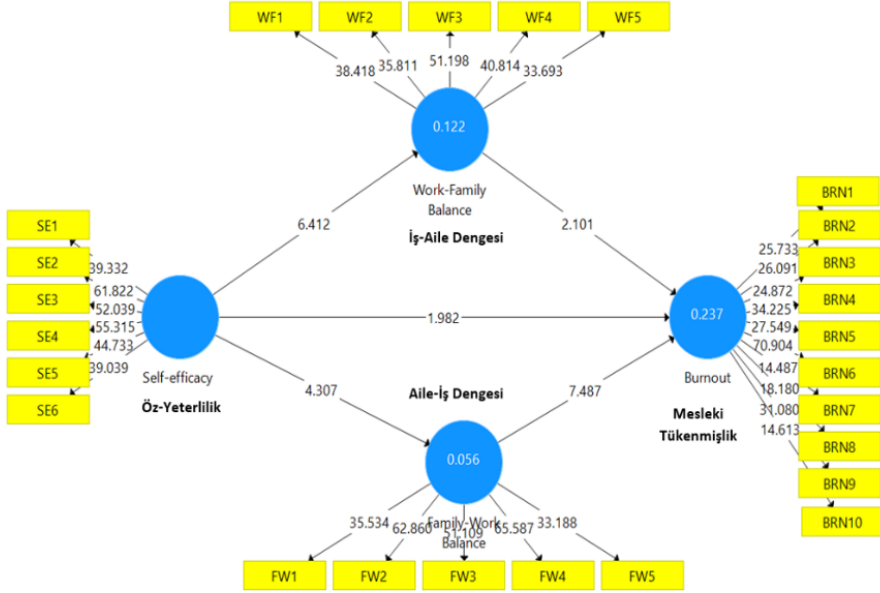 WF1 WF2 WF3 WF4 WF5
38.418 35.811 51.198 40.814 33.693
0.122
Work-Family
Balance
İş-Aile Dengesi
6.412
2.101
SE1
SE2
SE3
SE4
SE5
SE6
39.332
61.822
52.039
55.315
44.733
39.039
Self-efficacy
Öz-Yeterlilik
1.982
4.307
7.487
0.237
Burnout
Mesleki
Tükenmişlik
25.733
26.091
24.872
34.225
27.549
70.904
14.487
18.180
31.080
14.613
BRN1
BRN2
BRN3
BRN4
BRN5
BRN6
BRN7
BRN8
BRN9
BRN10
Aile-İş Dengesi
0.056
Family-Work
Balance
35.534 62.860 51.109 65.587 33.188
FW1 FW2 FW3 FW4 FW5